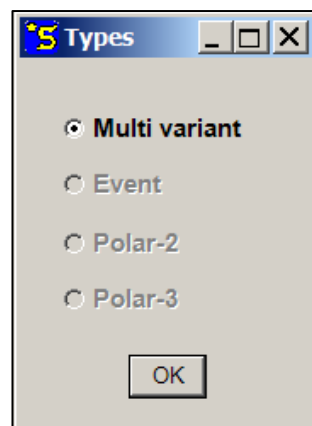 Types
Multi variant
Event
Polar-2
Polar-3
OK